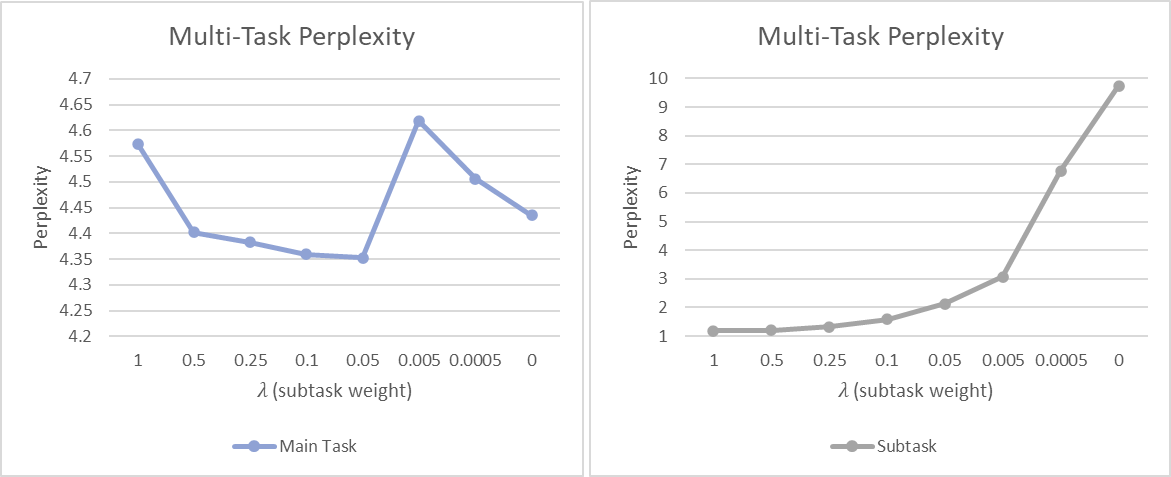 Multi-Task Perplexity
Perplexity
4.7
4.65
4.6
4.55
4.5
4.45
4.4
4.35
4.3
4.25
4.2
1 0.5 0.25 0.1 0.05 0.005 0.0005 0
λ (subtask weight)
Main Task
Multi-Task Perplexity
Perplexity
10
9
8
7
6
5
4
3
2
1
1 0.5 0.25 0.1 0.05 0.005 0.0005 0
λ (subtask weight)
Subtask